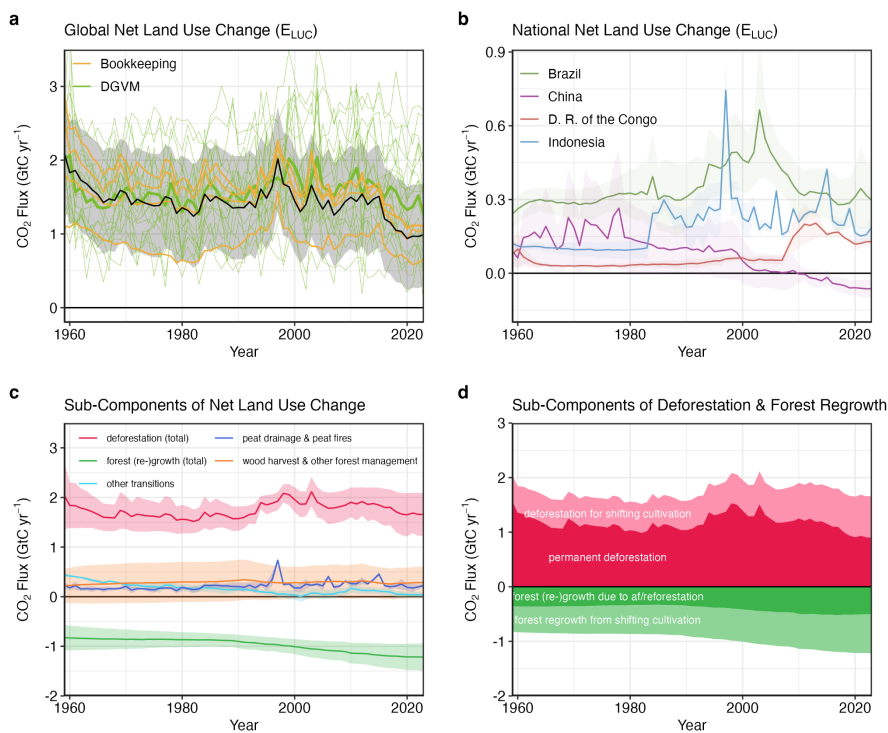 a
Global Net Land Use Change (E_LUC)
CO₂ Flux (GtC yr⁻¹)
Bookkeeping
DGVM
3
2
1
0
1960
1980
2000
2020
Year
b
National Net Land Use Change (E_LUC)
CO₂ Flux (GtC yr⁻¹)
Brazil
China
D. R. of the Congo
Indonesia
0.9
0.6
0.3
0.0
1960
1980
2000
2020
Year
c
Sub-Components of Net Land Use Change
CO₂ Flux (GtC yr⁻¹)
deforestation (total)
peat drainage & peat fires
forest (re-)growth (total)
wood harvest & other forest management
other transitions
3
2
1
0
-1
-2
1960
1980
2000
2020
Year
d
Sub-Components of Deforestation & Forest Regrowth
CO₂ Flux (GtC yr⁻¹)
3
2
1
0
-1
-2
deforestation for shifting cultivation
permanent deforestation
forest (re-)growth due to af/reforestation
forest regrowth from shifting cultivation
1960
1980
2000
2020
Year